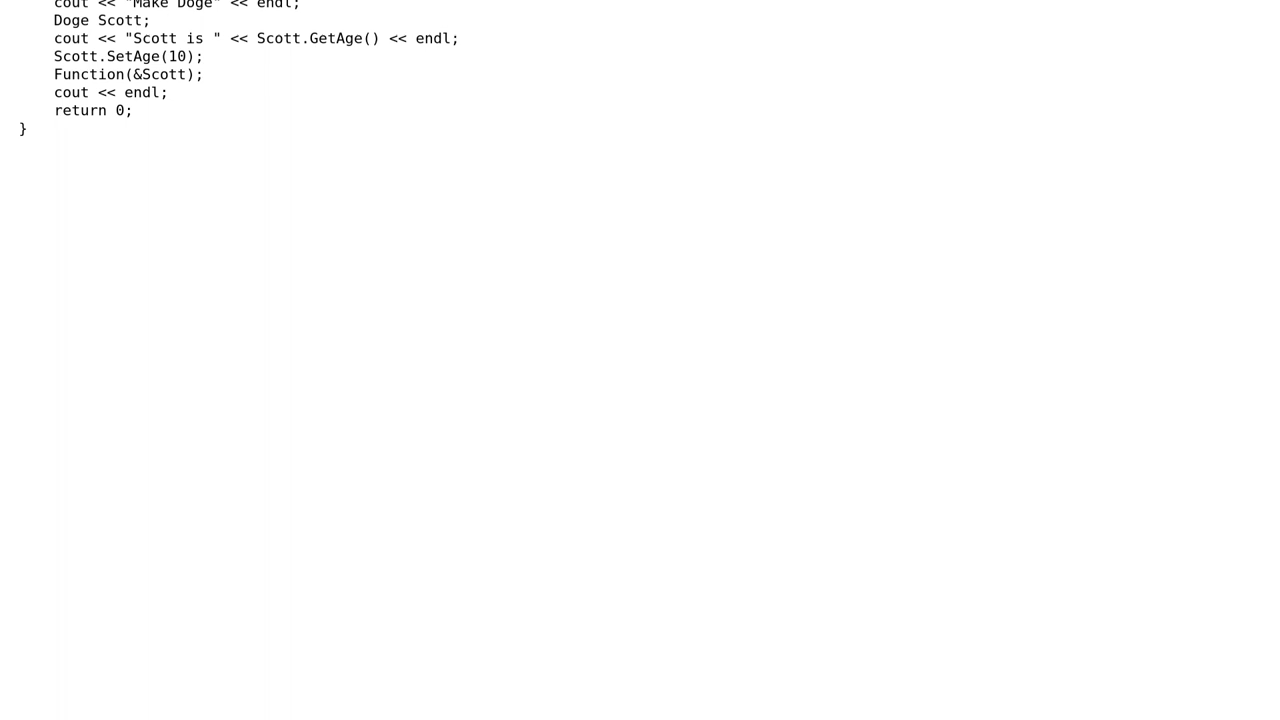 cout << "Make Doge" << endl;
Doge Scott;
cout << "Scott is " << Scott.GetAge() << endl;
Scott.SetAge(10);
Function(&Scott);
cout << endl;
return 0;
}